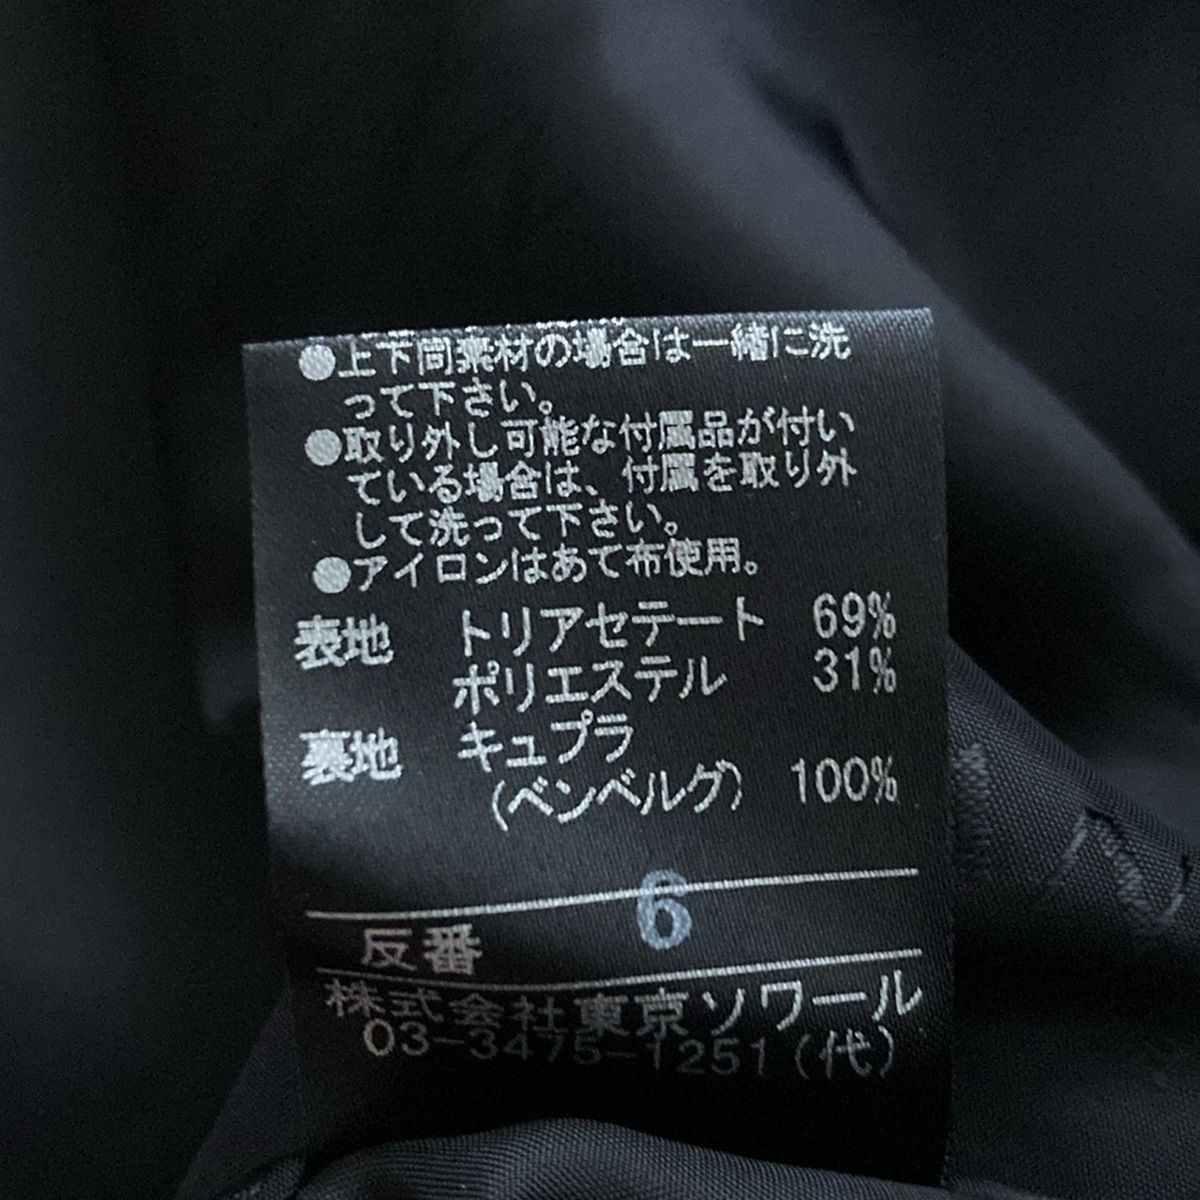 ●上下同素材の場合は一緒に洗
って下さい。
●取り外し可能な付属品が付い
ている場合は、付属を取り外
して洗って下さい。
●アイロンはあて布使用。
表地 トリアセテート 69%
ポリエステル 31%
裏地 キュプラ
(ベンベルグ) 100%
反番 6
株式会社東京ソワール
03-3475-1251(代)